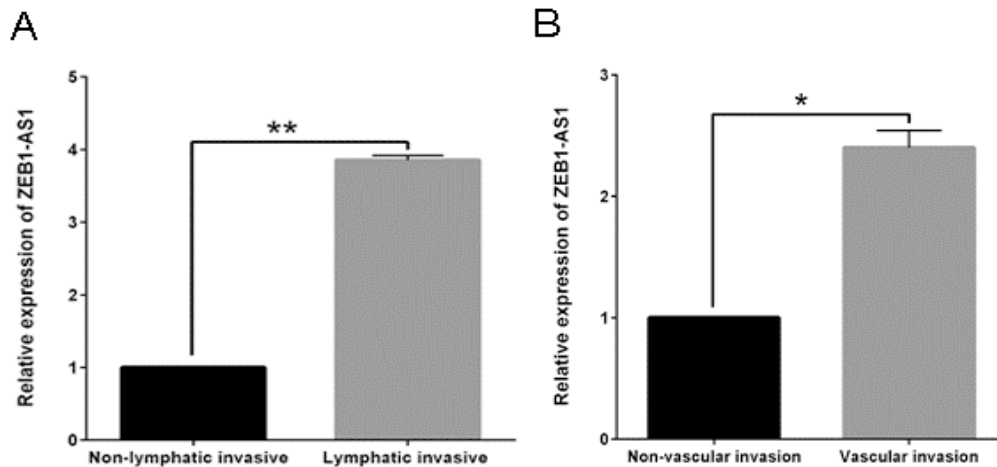 A
Relative expression of ZEB1-AS1
5
4
3
2
1
0
**
Non-lymphatic invasive
Lymphatic invasive
B
Relative expression of ZEB1-AS1
3
2
1
0
*
Non-vascular invasion
Vascular invasion